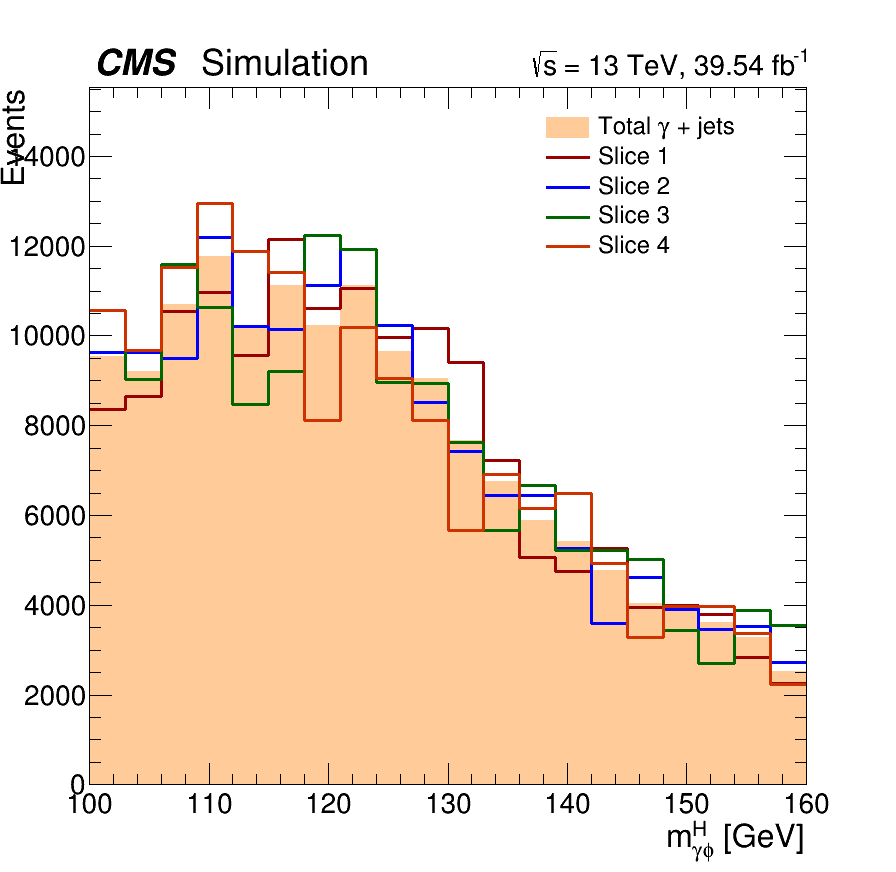 CMS Simulation
√s = 13 TeV, 39.54 fb⁻¹
Events
Total γ + jets
Slice 1
Slice 2
Slice 3
Slice 4
4000
12000
10000
8000
6000
4000
2000
0
100 110 120 130 140 150 160
m^H_γϕ [GeV]